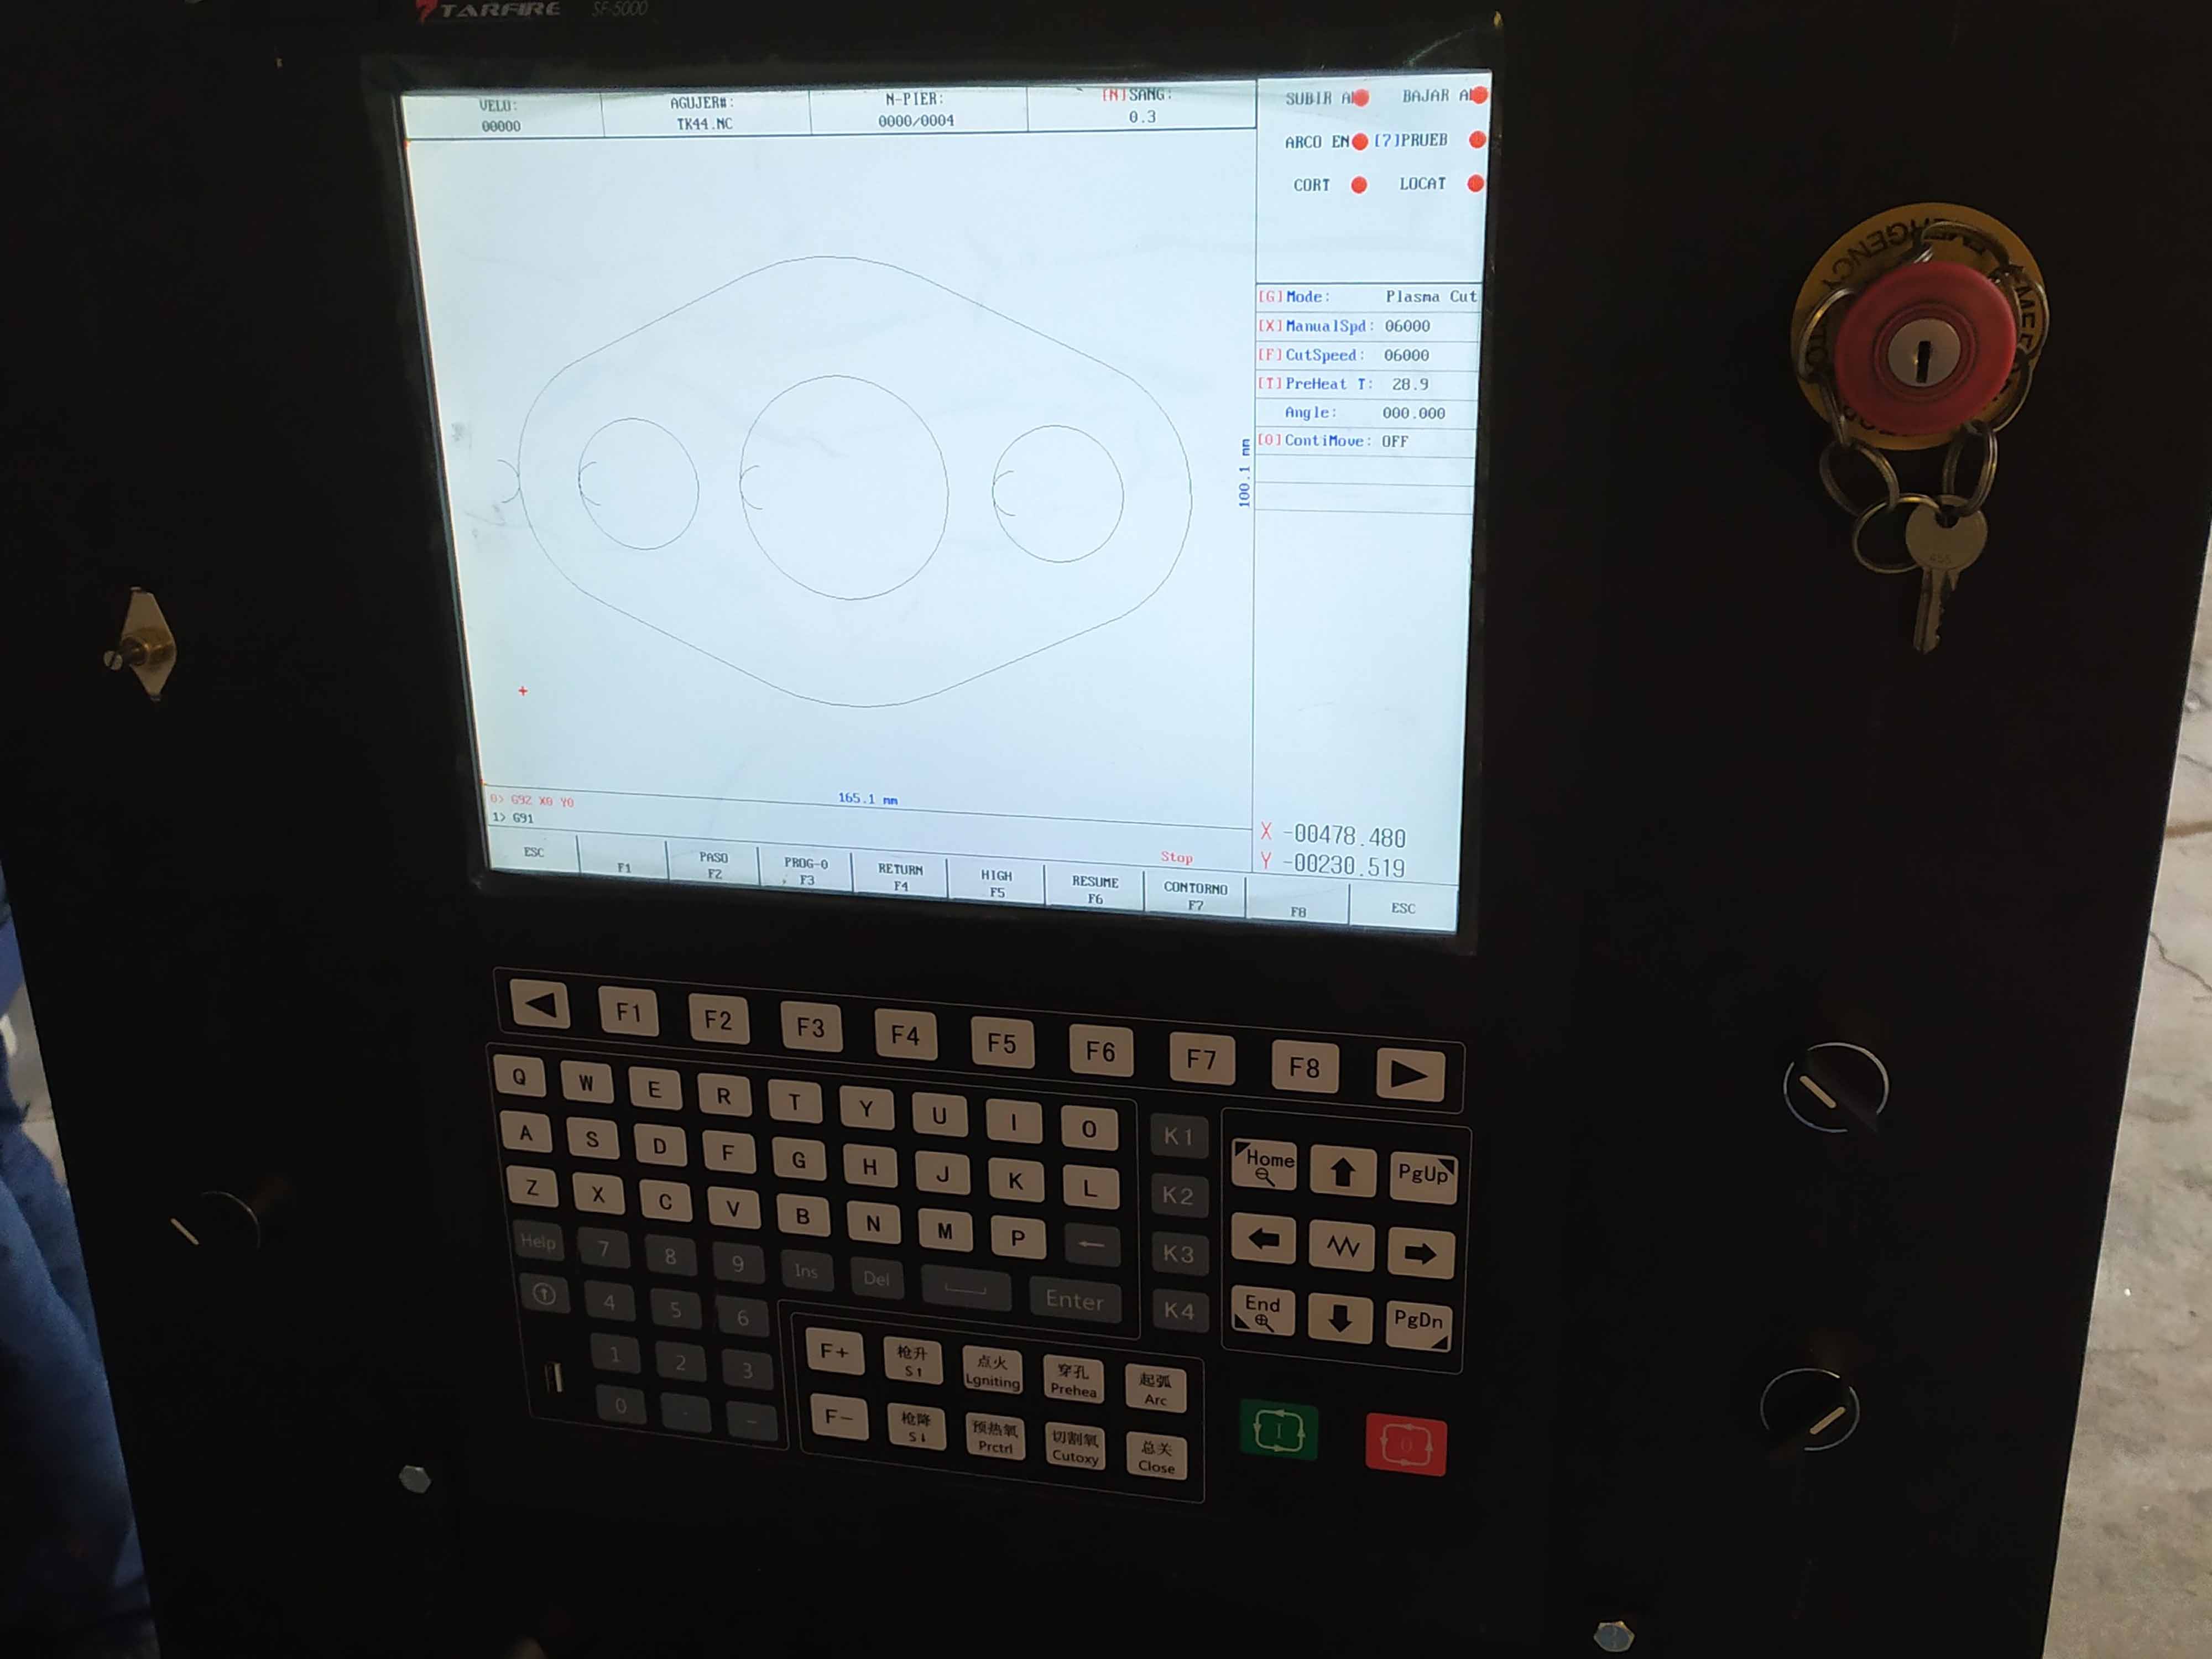 TARFIRE SF-5000
VELO:
00000
AGUJER#:
TK44.NC
N-PIER:
0000/0004
[N]SANG:
0.3
SUBIR A
BAJAR A
ARCO EN
[7]PRUEB
CORT
LOCAT
[G]Mode: Plasma Cut
[X]ManualSpd: 06000
[F]CutSpeed: 06000
[T]PreHeat T: 28.9
Angle: 000.000
[O]ContiMove: OFF
100.1 mm
165.1 mm
0> G92 X0 Y0
1> G91
Stop
X -00478.480
Y -00230.519
ESC
F1
PASO
F2
PROG-0
F3
RETURN
F4
HIGH
F5
RESUME
F6
CONTORNO
F7
F8
ESC
EMERGENCY
F1 F2 F3 F4 F5 F6 F7 F8
Q W E R T Y U I O
A S D F G H J K L
Z X C V B N M P ←
Help 7 8 9 Ins Del Enter
4 5 6
1 2 3
0 . −
K1
K2
K3
K4
Home
PgUp
End
PgDn
F+
枪升
S↑
点火
Lgniting
穿孔
Prehea
起弧
Arc
F−
枪降
S↓
预热氧
Prctrl
切割氧
Cutoxy
总关
Close
I
0